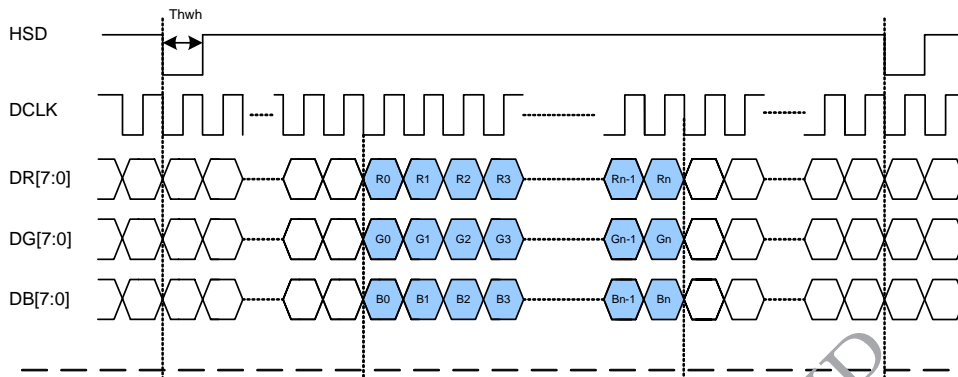 Thwh
HSD
DCLK
DR[7:0] R0 R1 R2 R3 Rn-1 Rn
DG[7:0] G0 G1 G2 G3 Gn-1 Gn
DB[7:0] B0 B1 B2 B3 Bn-1 Bn